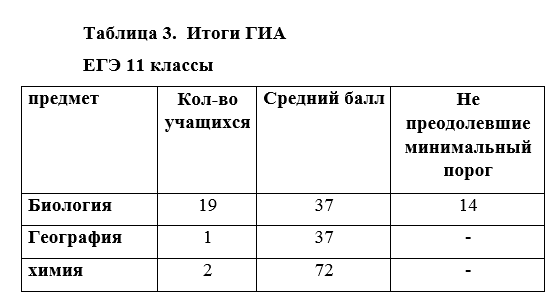 Таблица 3. Итоги ГИА
ЕГЭ 11 классы
предмет Кол-во учащихся Средний балл Не преодолевшие минимальный порог
Биология 19 37 14
География 1 37 -
химия 2 72 -